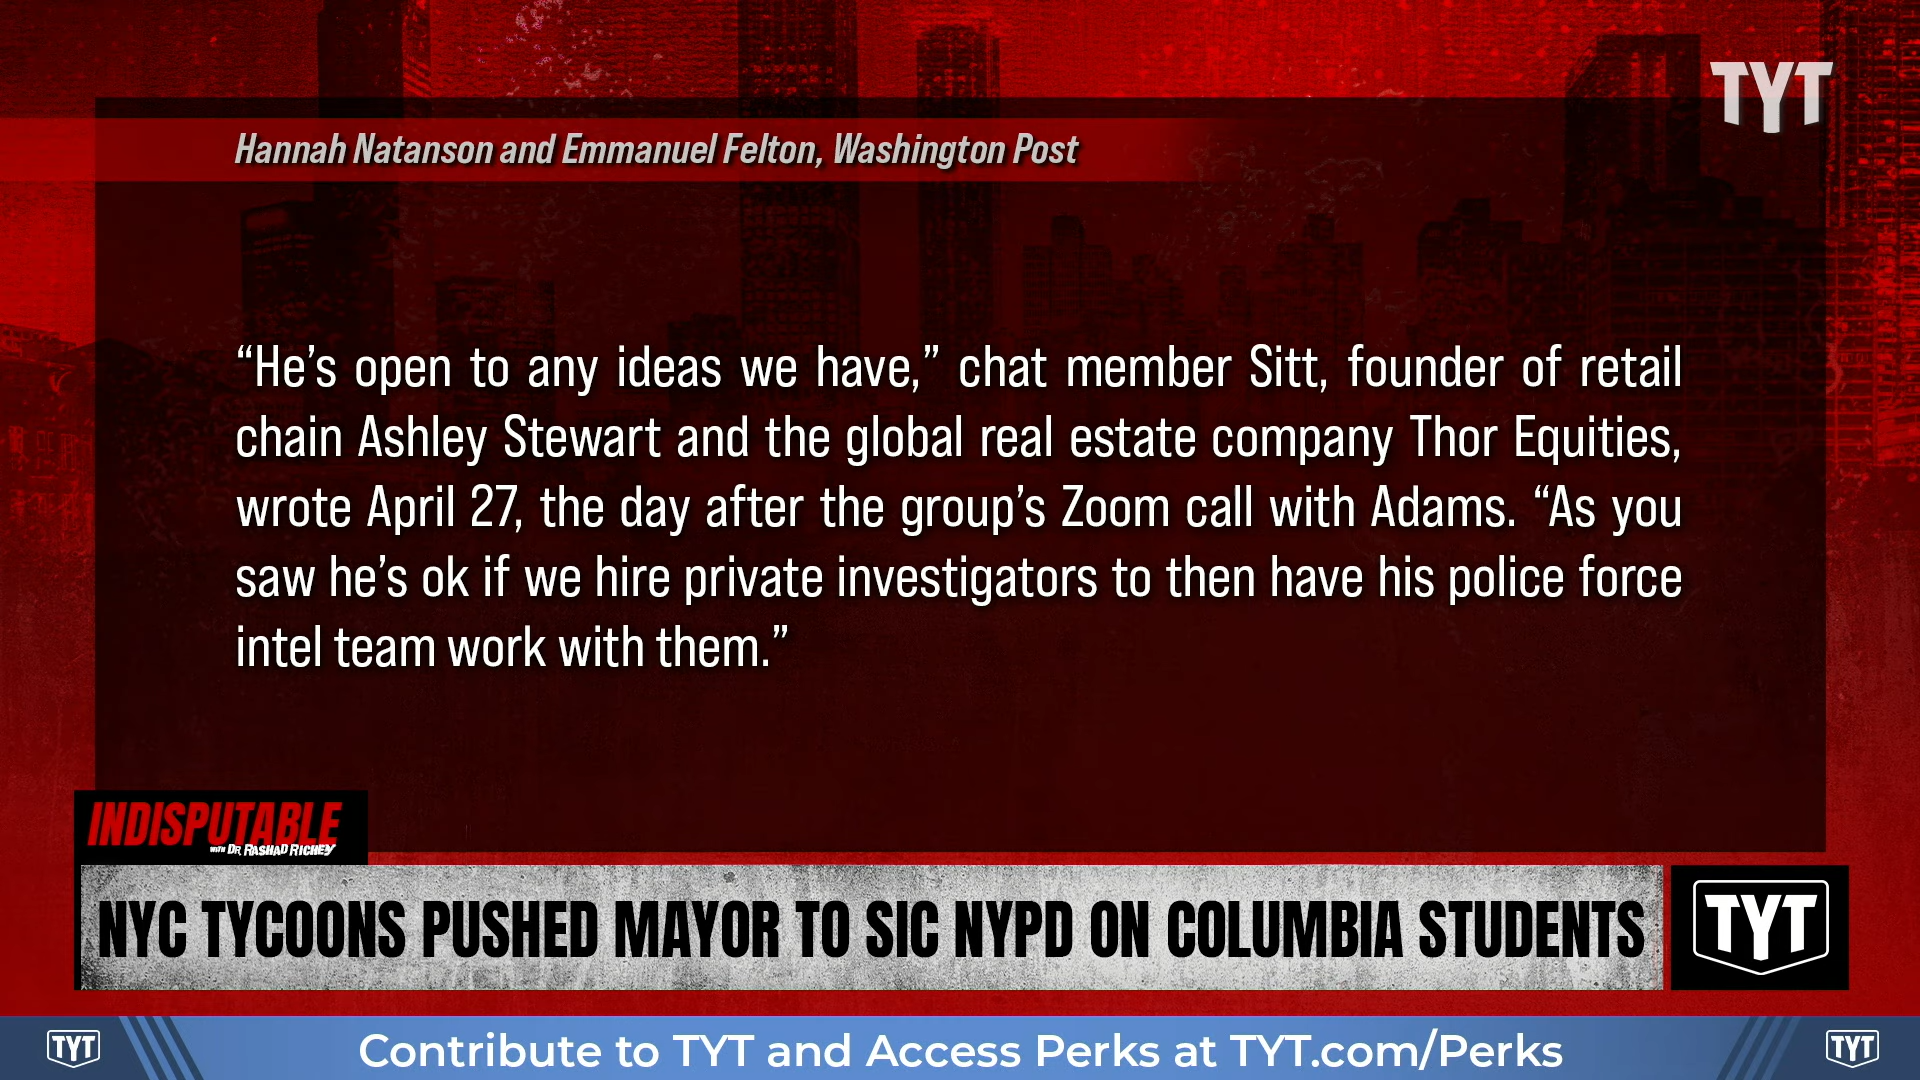 TYT
Hannah Natanson and Emmanuel Felton, Washington Post
“He’s open to any ideas we have,” chat member Sitt, founder of retail
chain Ashley Stewart and the global real estate company Thor Equities,
wrote April 27, the day after the group’s Zoom call with Adams. “As you
saw he’s ok if we hire private investigators to then have his police force
intel team work with them.”
INDISPUTABLE
WITH DR RASHAD RICHEY
NYC TYCOONS PUSHED MAYOR TO SIC NYPD ON COLUMBIA STUDENTS
TYT
TYT
Contribute to TYT and Access Perks at TYT.com/Perks
TYT